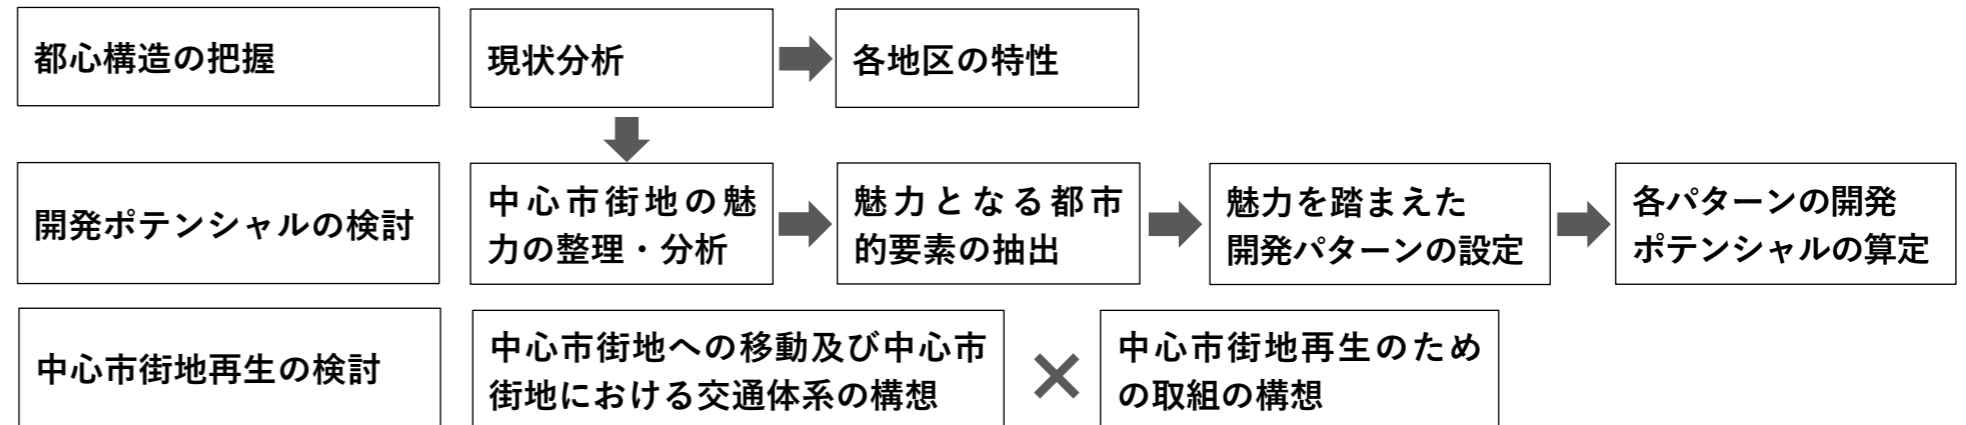 都心構造の把握
現状分析
各地区の特性
開発ポテンシャルの検討
中心市街地の魅
力の整理・分析
魅力となる都市
的要素の抽出
魅力を踏まえた
開発パターンの設定
各パターンの開発
ポテンシャルの算定
中心市街地再生の検討
中心市街地への移動及び中心市
街地における交通体系の構想
中心市街地再生のため
の取組の構想